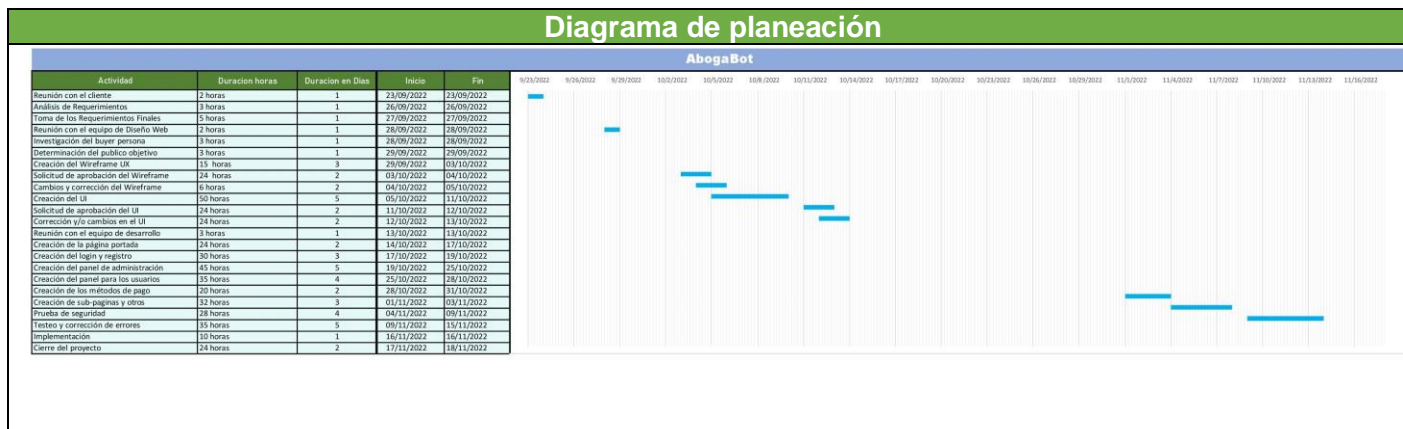 Diagrama de planeación
AbogaBot
Actividad Duracion horas Duracion en Dias Inicio Fin 9/23/2022 9/26/2022 9/29/2022 10/2/2022 10/5/2022 10/8/2022 10/11/2022 10/14/2022 10/17/2022 10/20/2022 10/23/2022 10/26/2022 10/29/2022 11/1/2022 11/4/2022 11/7/2022 11/10/2022 11/13/2022 11/16/2022
Reunión con el cliente 2 horas 1 23/09/2022 23/09/2022
Análisis de Requerimientos 3 horas 1 26/09/2022 26/09/2022
Toma de los Requerimientos Finales 5 horas 1 27/09/2022 27/09/2022
Reunión con el equipo de Diseño Web 2 horas 1 28/09/2022 28/09/2022
Investigación del buyer persona 3 horas 1 28/09/2022 28/09/2022
Determinación del publico objetivo 3 horas 1 29/09/2022 29/09/2022
Creación del Wireframe UX 15 horas 3 29/09/2022 03/10/2022
Solicitud de aprobación del Wireframe 24 horas 2 03/10/2022 04/10/2022
Cambios y corrección del Wireframe 6 horas 2 04/10/2022 05/10/2022
Creación del UI 50 horas 5 05/10/2022 11/10/2022
Solicitud de aprobación del UI 24 horas 2 11/10/2022 12/10/2022
Corrección y/o cambios en el UI 24 horas 2 12/10/2022 13/10/2022
Reunión con el equipo de desarrollo 3 horas 1 13/10/2022 13/10/2022
Creación de la página portada 24 horas 2 14/10/2022 17/10/2022
Creación del login y registro 30 horas 3 17/10/2022 19/10/2022
Creación del panel de administración 45 horas 5 19/10/2022 25/10/2022
Creación del panel para los usuarios 35 horas 4 25/10/2022 28/10/2022
Creación de los métodos de pago 20 horas 2 28/10/2022 31/10/2022
Creación de sub-paginas y otros 32 horas 3 01/11/2022 03/11/2022
Prueba de seguridad 28 horas 4 04/11/2022 09/11/2022
Testeo y corrección de errores 35 horas 5 09/11/2022 15/11/2022
Implementación 10 horas 1 16/11/2022 16/11/2022
Cierre del proyecto 24 horas 2 17/11/2022 18/11/2022